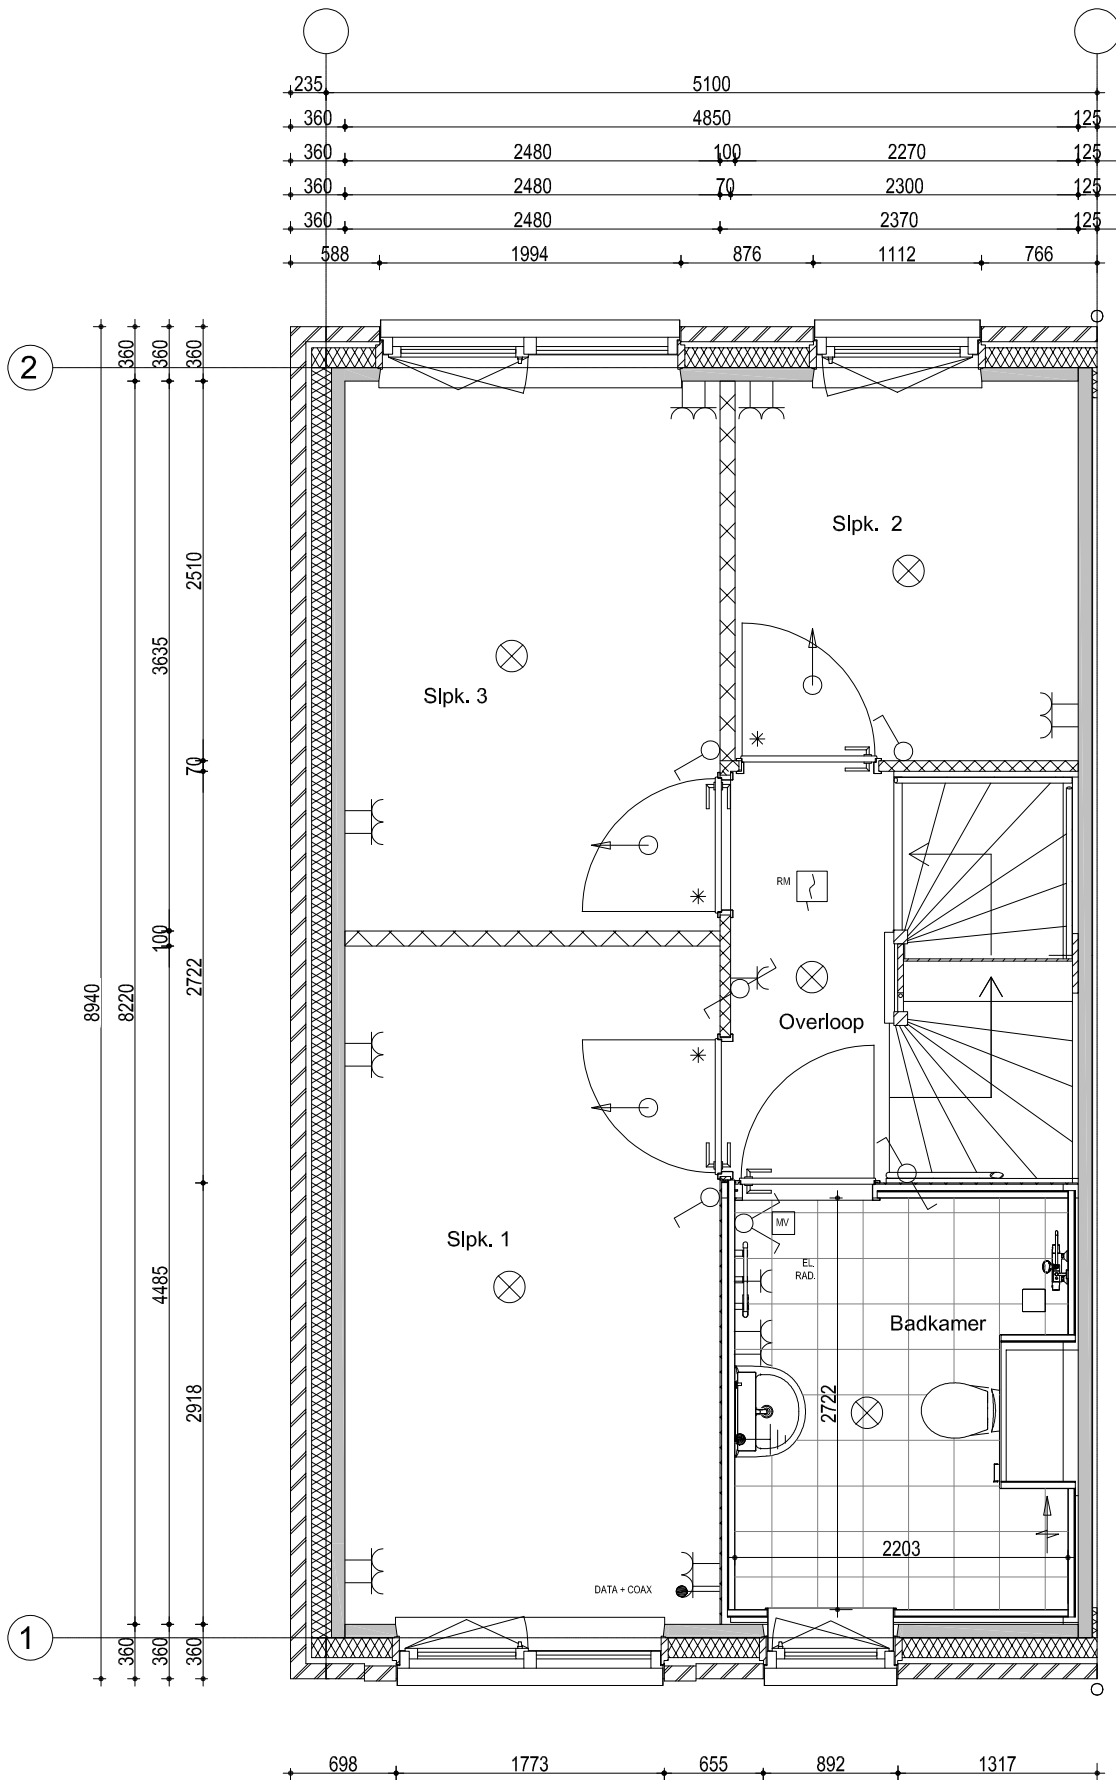 235 5100
360 4850 125
360 2480 100 2270 125
360 2480 70 2300 125
360 2480 2370 125
588 1994 876 1112 766
2
360 360 360
Slpk. 2
2510
3635
Slpk. 3
70
RM
100
2722
8940
8220
Overloop
MV
Slpk. 1
EL.
RAD.
4485
Badkamer
2918
2722
2203
DATA + COAX
1
360 360 360
698 1773 655 892 1317